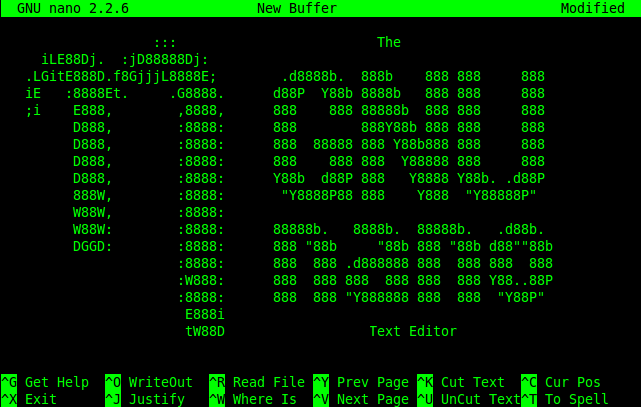 GNU nano 2.2.6                New Buffer                               Modified

                   :::                         The
     iLE88Dj.  :jD88888Dj:
   .LGitE888D.f8GjjjL8888E;        .d8888b.  888b    888 888     888
   iE   :8888Et.     .G8888.      d88P  Y88b 8888b   888 888     888
   ;i    E888,        ,8888,      888    888 88888b  888 888     888
         D888,        :8888:      888        888Y88b 888 888     888
         D888,        :8888:      888  88888 888 Y88b888 888     888
         D888,        :8888:      888    888 888  Y88888 888     888
         D888,        :8888:      Y88b  d88P 888   Y8888 Y88b. .d88P
         888W,        :8888:       "Y8888P88 888    Y888  "Y88888P"
         W88W,        :8888:
         W88W:        :8888:      88888b.   8888b.  88888b.   .d88b.
         DGGD:        :8888:      888 "88b     "88b 888 "88b d88""88b
                      :8888:      888  888 .d888888 888  888 888  888
                      :W888:      888  888 888  888 888  888 Y88..88P
                      :8888:      888  888 "Y888888 888  888  "Y88P"
                       E888i
                       tW88D                  Text Editor

^G Get Help  ^O WriteOut  ^R Read File ^Y Prev Page ^K Cut Text  ^C Cur Pos
^X Exit      ^J Justify   ^W Where Is  ^V Next Page ^U UnCut Text^T To Spell